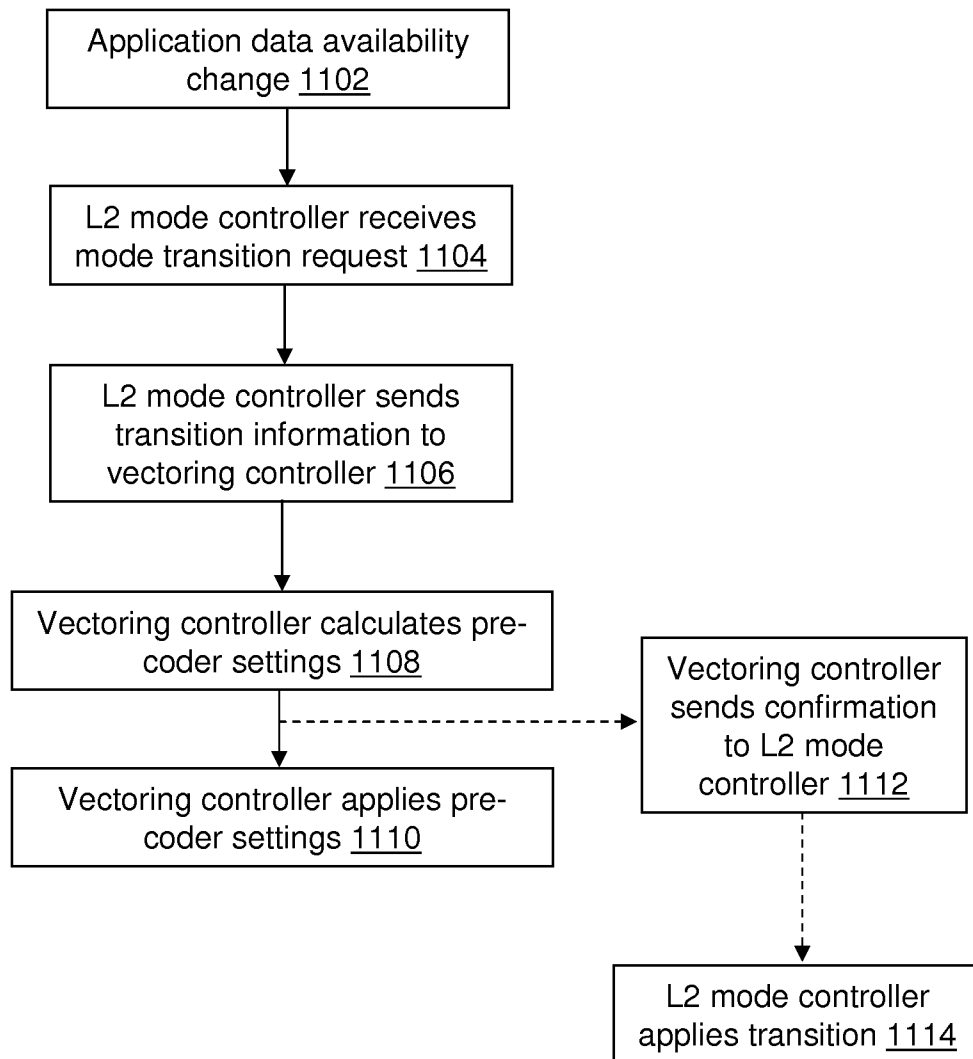 Application data availability
change 1102
L2 mode controller receives
mode transition request 1104
L2 mode controller sends
transition information to
vectoring controller 1106
Vectoring controller calculates pre-
coder settings 1108
Vectoring controller
sends confirmation
to L2 mode
controller 1112
Vectoring controller applies pre-
coder settings 1110
L2 mode controller
applies transition 1114